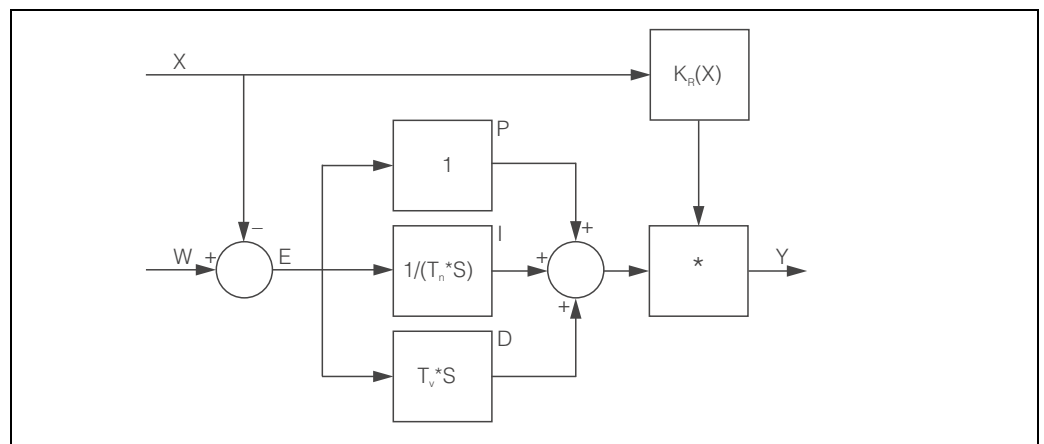 X
K_R(X)
P
1
–
+
W
+
E
I
1/(T_n*S)
+
+
*
Y
D
T_v*S